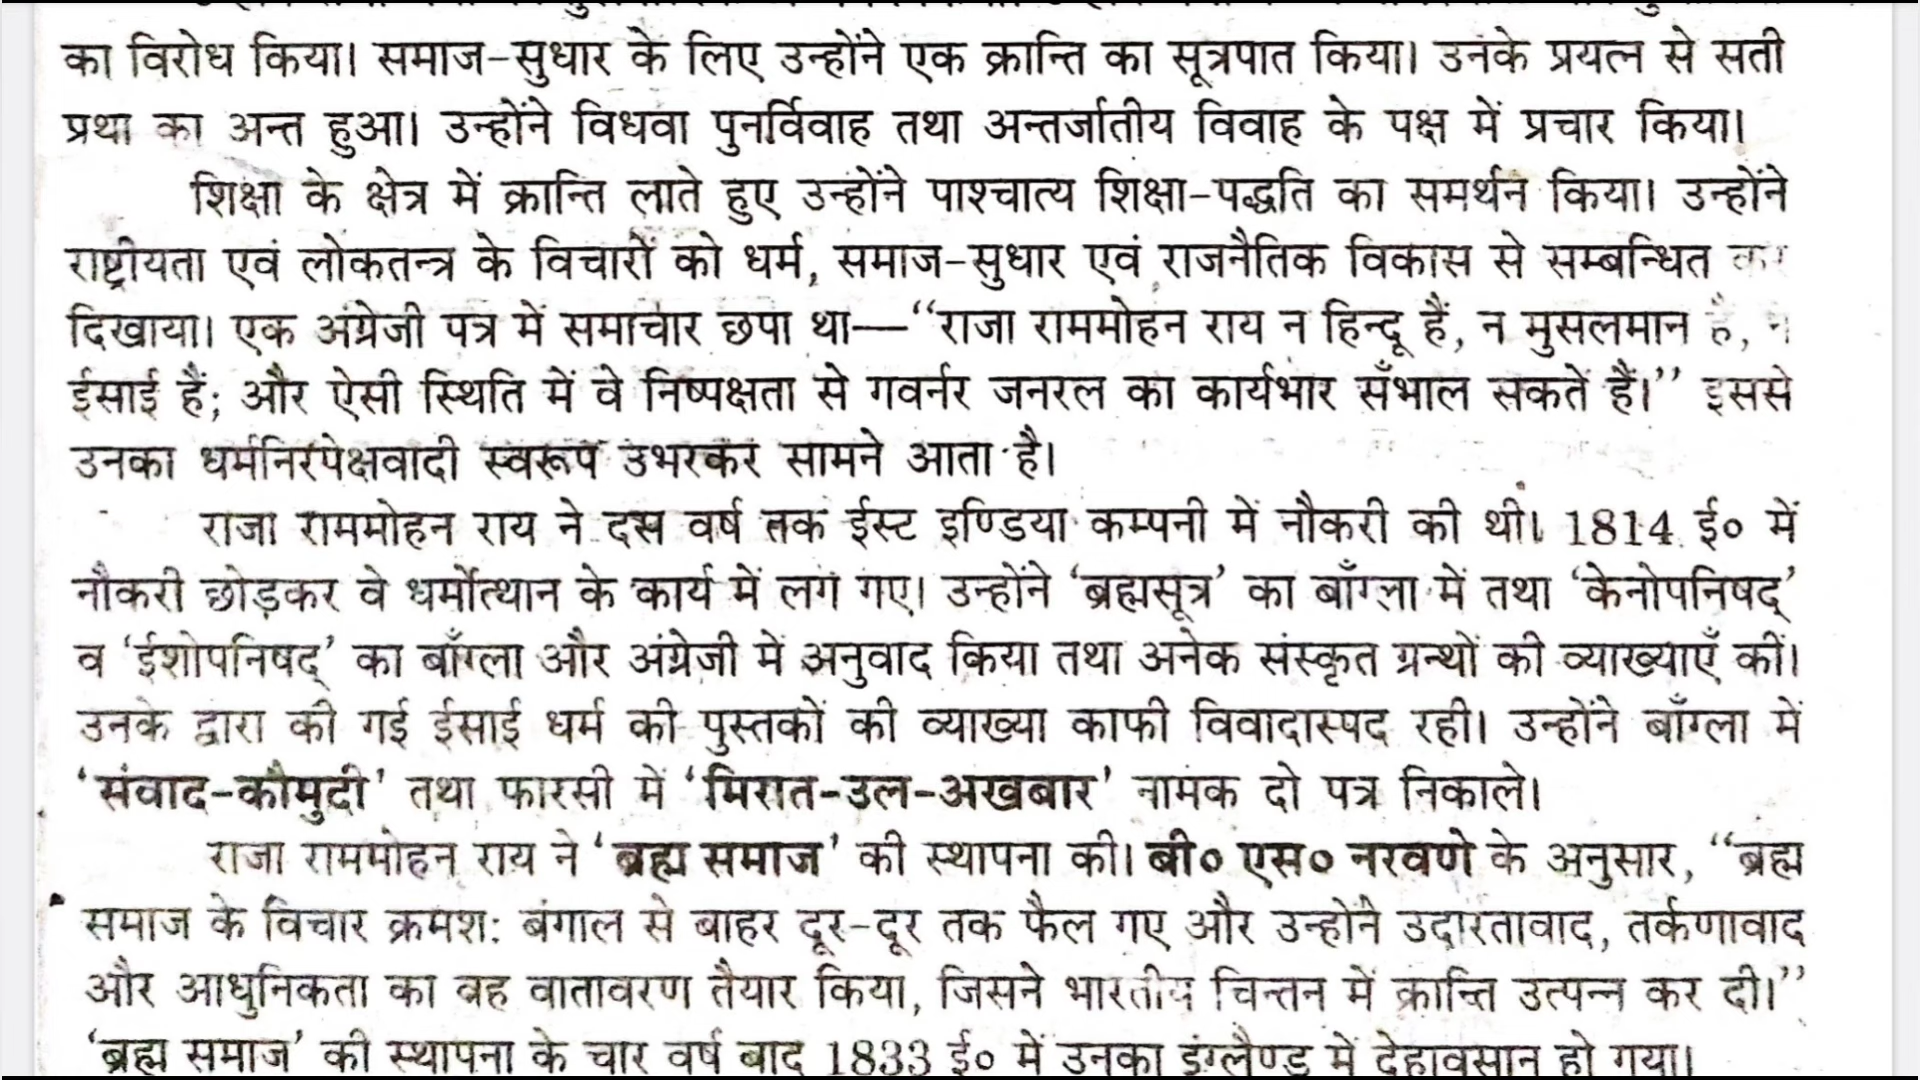 का विरोध किया। समाज-सुधार के लिए उन्होंने एक क्रान्ति का सूत्रपात किया। उनके प्रयत्न से सती
प्रथा का अन्त हुआ। उन्होंने विधवा पुनर्विवाह तथा अन्तर्जातीय विवाह के पक्ष में प्रचार किया।
शिक्षा के क्षेत्र में क्रान्ति लाते हुए उन्होंने पाश्चात्य शिक्षा-पद्धति का समर्थन किया। उन्होंने
राष्ट्रीयता एवं लोकतन्त्र के विचारों को धर्म, समाज-सुधार एवं राजनैतिक विकास से सम्बन्धित कर
दिखाया। एक अंग्रेजी पत्र में समाचार छपा था—“राजा राममोहन राय न हिन्दू हैं, न मुसलमान हैं, न
ईसाई हैं; और ऐसी स्थिति में वे निष्पक्षता से गवर्नर जनरल का कार्यभार सँभाल सकते हैं।” इससे
उनका धर्मनिरपेक्षवादी स्वरूप उभरकर सामने आता है।
राजा राममोहन राय ने दस वर्ष तक ईस्ट इण्डिया कम्पनी में नौकरी की थी। 1814 ई० में
नौकरी छोड़कर वे धर्मोत्थान के कार्य में लग गए। उन्होंने ‘ब्रह्मसूत्र’ का बाँग्ला में तथा ‘केनोपनिषद्’
व ‘ईशोपनिषद्’ का बाँग्ला और अंग्रेजी में अनुवाद किया तथा अनेक संस्कृत ग्रन्थों की व्याख्याएँ कीं।
उनके द्वारा की गई ईसाई धर्म की पुस्तकों की व्याख्या काफी विवादास्पद रही। उन्होंने बाँग्ला में
‘संवाद-कौमुदी’ तथा फारसी में ‘मिरात-उल-अखबार’ नामक दो पत्र निकाले।
राजा राममोहन राय ने ‘ब्रह्म समाज’ की स्थापना की। बी० एस० नरवणे के अनुसार, “ब्रह्म
समाज के विचार क्रमश: बंगाल से बाहर दूर-दूर तक फैल गए और उन्होंने उदारतावाद, तर्कणावाद
और आधुनिकता का वह वातावरण तैयार किया, जिसने भारतीय चिन्तन में क्रान्ति उत्पन्न कर दी।”
‘ब्रह्म समाज’ की स्थापना के चार वर्ष बाद 1833 ई० में उनका इंग्लैण्ड में देहावसान हो गया।